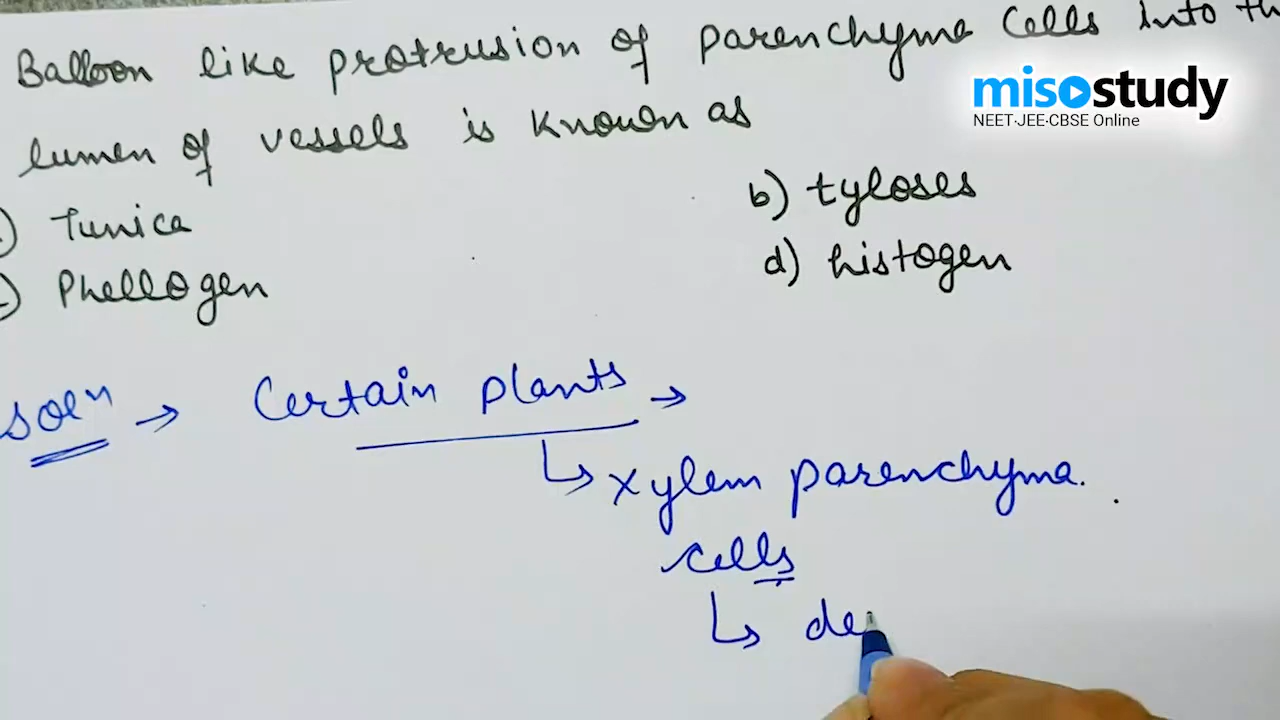 Balloon like protrusion of parenchyma cells into th
misostudy
NEET-JEE-CBSE Online
lumen of vessels is known as
) Tunica
b) tyloses
) Phellogen
d) histogen
soln → Certain plants →
↳ xylem parenchyma.
cells
↳ de